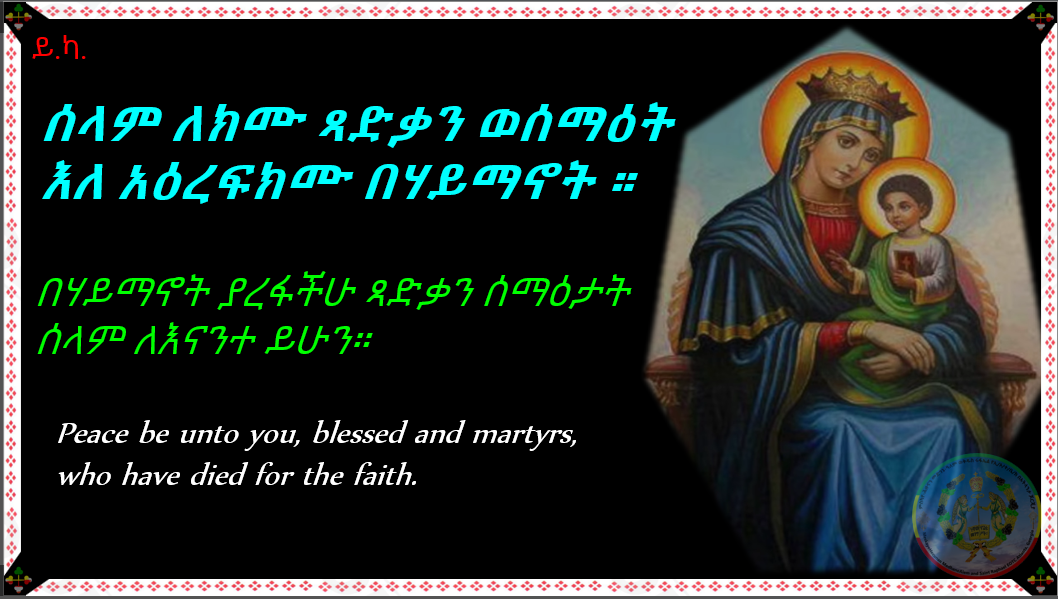 ይ.ካ.
ሰላም ለክሙ ጻድቃን ወሰማዕት
እለ አዕረፍክሙ በሃይማኖት ።
በሃይማኖት ያረፋችሁ ጻድቃን ሰማዕታት
ሰላም ለእናንተ ይሁን።
Peace be unto you, blessed and martyrs,
who have died for the faith.